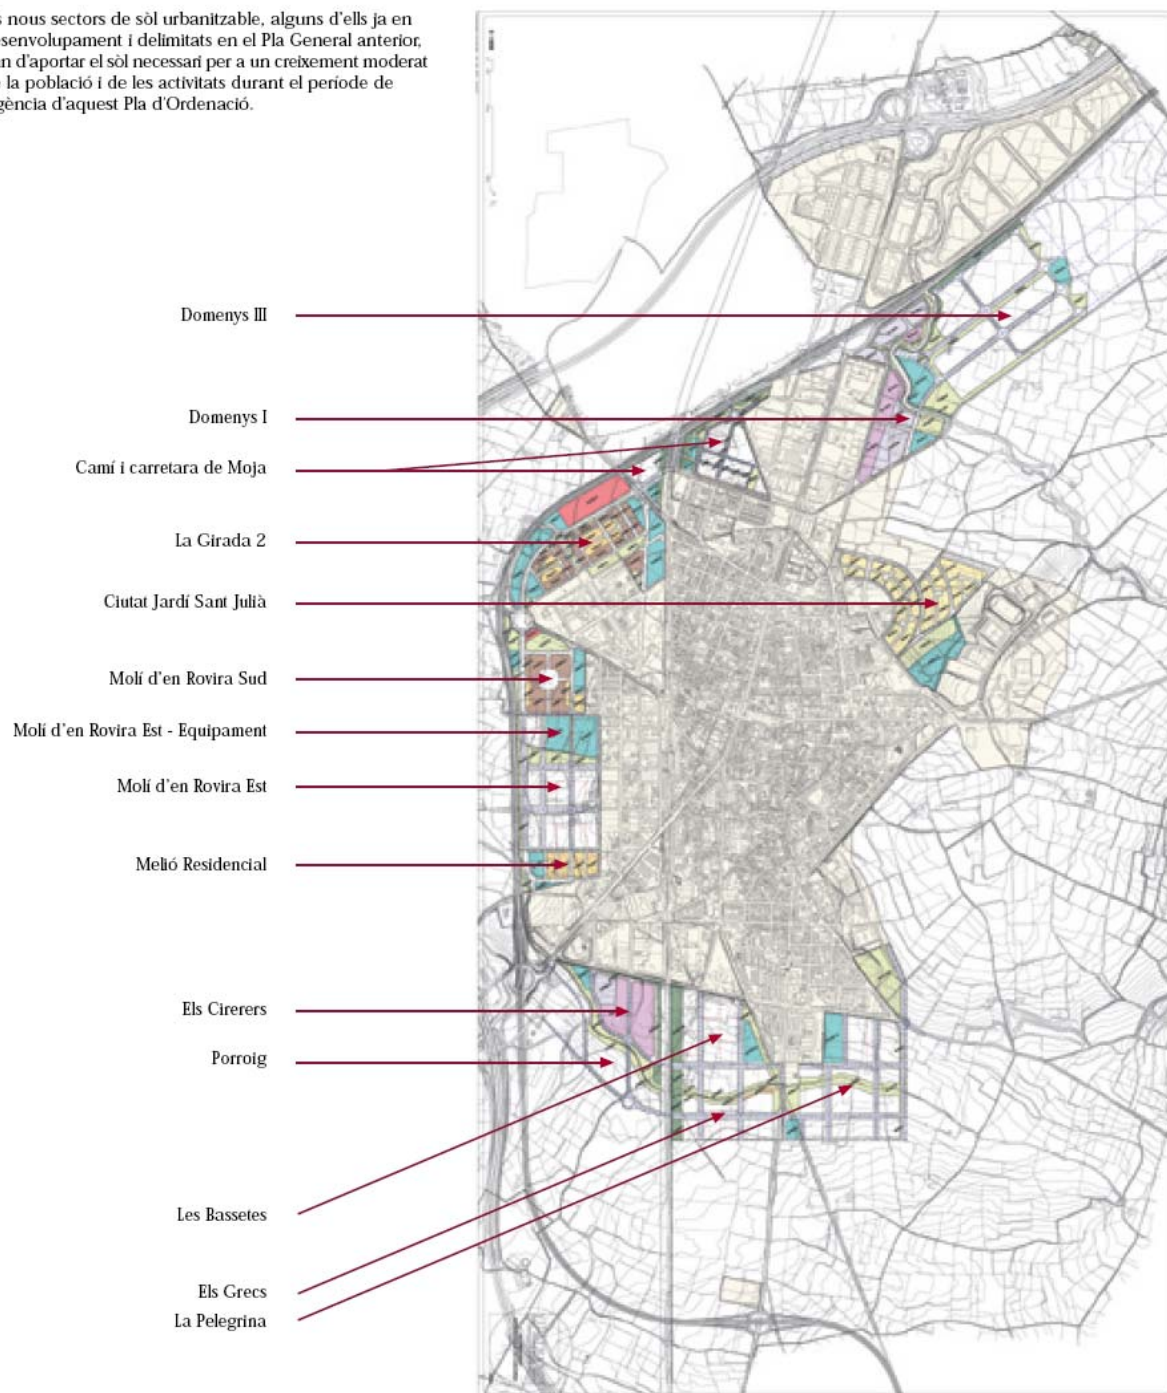 s nous sectors de sòl urbanitzable, alguns d'ells ja en
senvolupament i delimitats en el Pla General anterior,
n d'aportar el sòl necessari per a un creixement moderat
la població i de les activitats durant el període de
gència d'aquest Pla d'Ordenació.
Domenys III
Domenys I
Camí i carretara de Moja
La Girada 2
Ciutat Jardí Sant Julià
Molí d'en Rovira Sud
Molí d'en Rovira Est - Equipament
Molí d'en Rovira Est
Melió Residencial
Els Cirerers
Porroig
Les Bassetes
Els Grecs
La Pelegrina